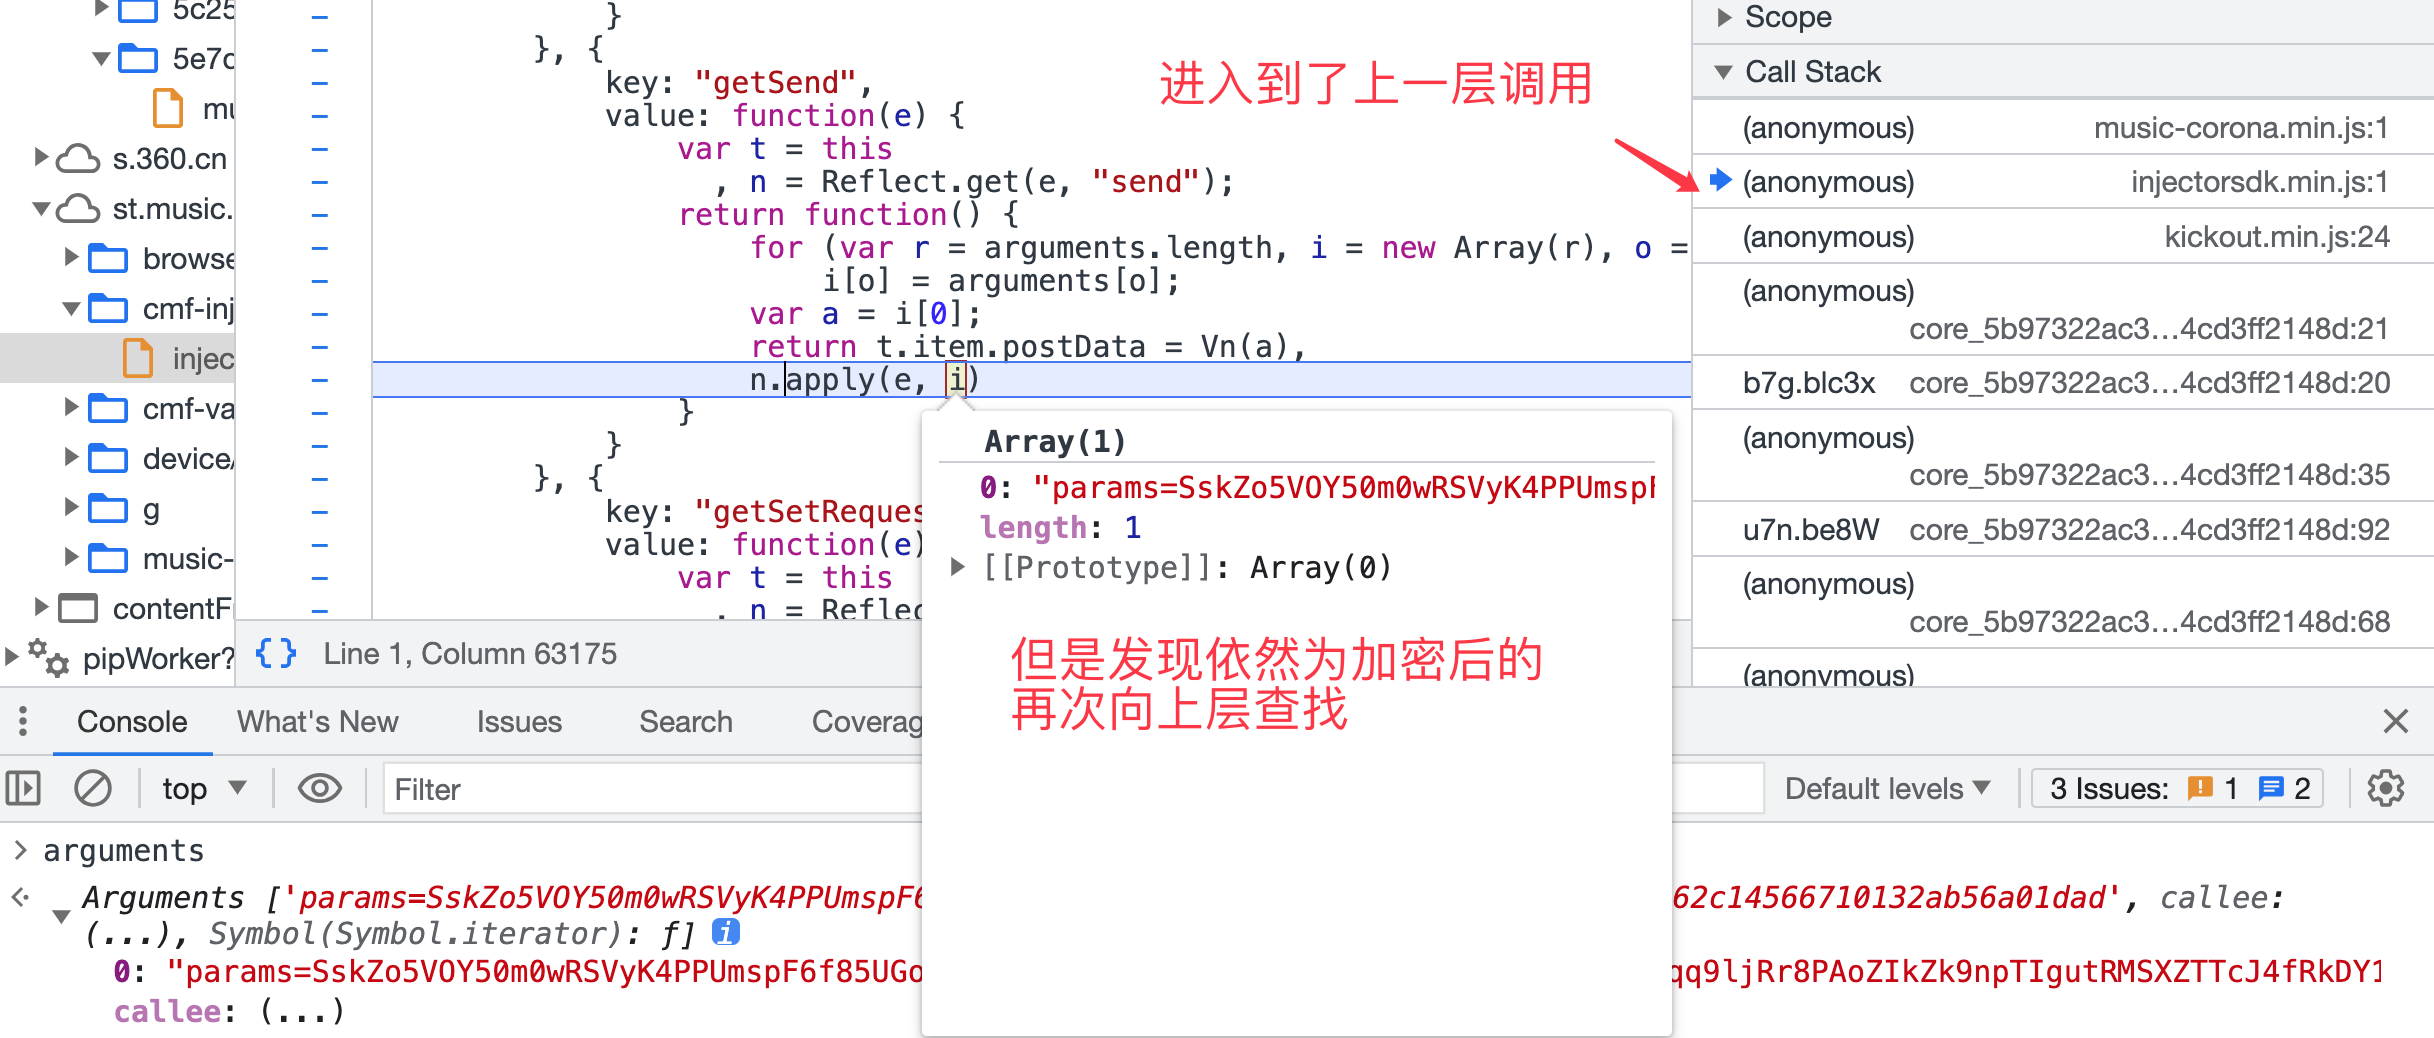 5c25
5e7c
mu
s.360.cn
st.music.
browse
cmf-inj
injec
cmf-va
device
g
music-
contentF
pipWorker?
}
}, {
key: "getSend",
value: function(e) {
var t = this
, n = Reflect.get(e, "send");
return function() {
for (var r = arguments.length, i = new Array(r), o =
i[o] = arguments[o];
var a = i[0];
return t.item.postData = Vn(a),
n.apply(e, i)
}
}
}, {
key: "getSetReques
value: function(e)
var t = this
, n = Reflec
进入到了上一层调用
Array(1)
0: "params=SskZo5VOY50m0wRSVyK4PPUmspF
length: 1
[[Prototype]]: Array(0)
但是发现依然为加密后的
再次向上层查找
{} Line 1, Column 63175
Scope
Call Stack
(anonymous) music-corona.min.js:1
(anonymous) injectorsdk.min.js:1
(anonymous) kickout.min.js:24
(anonymous)
core_5b97322ac3…4cd3ff2148d:21
b7g.blc3x core_5b97322ac3…4cd3ff2148d:20
(anonymous)
core_5b97322ac3…4cd3ff2148d:35
u7n.be8W core_5b97322ac3…4cd3ff2148d:92
(anonymous)
core_5b97322ac3…4cd3ff2148d:68
(anonymous)
Console What's New Issues Search Coverag
top Filter Default levels 3 Issues: 1 2
> arguments
Arguments ['params=SskZo5VOY50m0wRSVyK4PPUmspF6 62c14566710132ab56a01dad', callee:
(...), Symbol(Symbol.iterator): ƒ] i
0: "params=SskZo5VOY50m0wRSVyK4PPUmspF6f85UGo qq9ljRr8PAoZIkZk9npTIgutRMSXZTTcJ4fRkDY1
callee: (...)